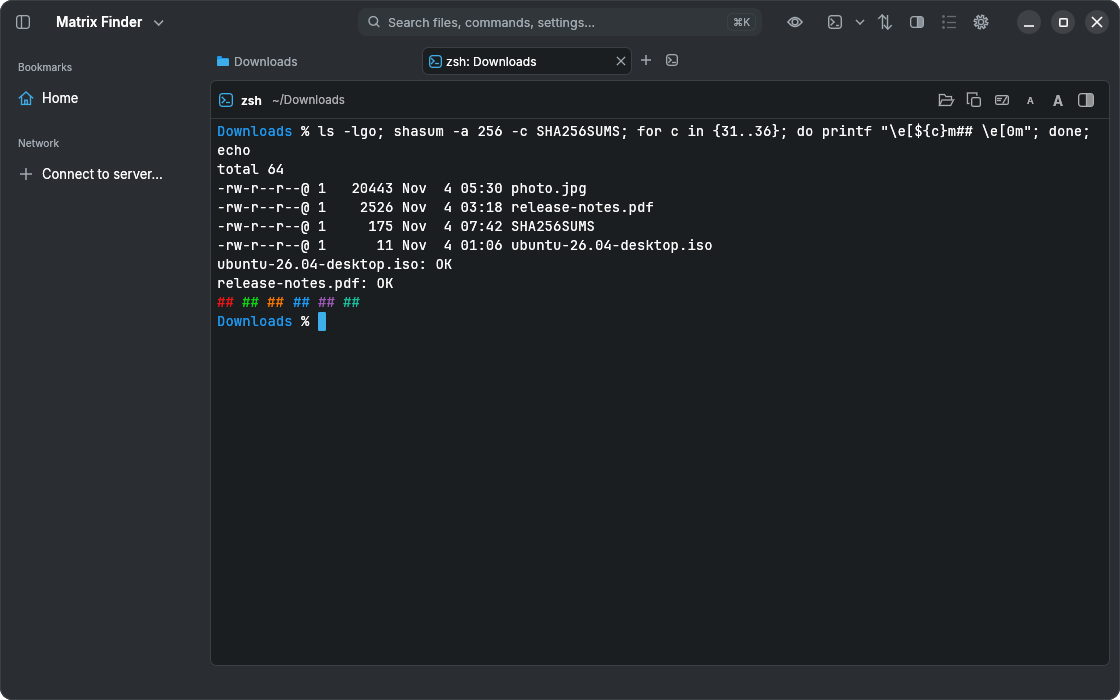 Matrix Finder
Search files, commands, settings...
⌘K
Bookmarks
Home
Network
Connect to server...
Downloads
zsh: Downloads
zsh ~/Downloads
A A
Downloads % ls -lgo; shasum -a 256 -c SHA256SUMS; for c in {31..36}; do printf "\e[${c}m## \e[0m"; done;
echo
total 64
-rw-r--r--@ 1   20443 Nov  4 05:30 photo.jpg
-rw-r--r--@ 1    2526 Nov  4 03:18 release-notes.pdf
-rw-r--r--@ 1     175 Nov  4 07:42 SHA256SUMS
-rw-r--r--@ 1      11 Nov  4 01:06 ubuntu-26.04-desktop.iso
ubuntu-26.04-desktop.iso: OK
release-notes.pdf: OK
## ## ## ## ## ##
Downloads %